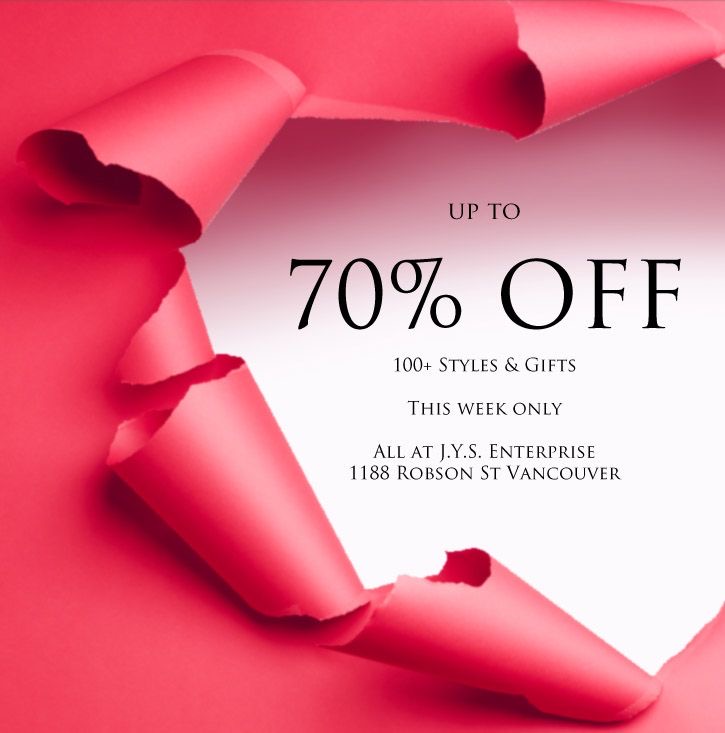 UP TO
70% OFF
100+ STYLES & GIFTS
THIS WEEK ONLY
ALL AT J.Y.S. ENTERPRISE
1188 ROBSON ST VANCOUVER